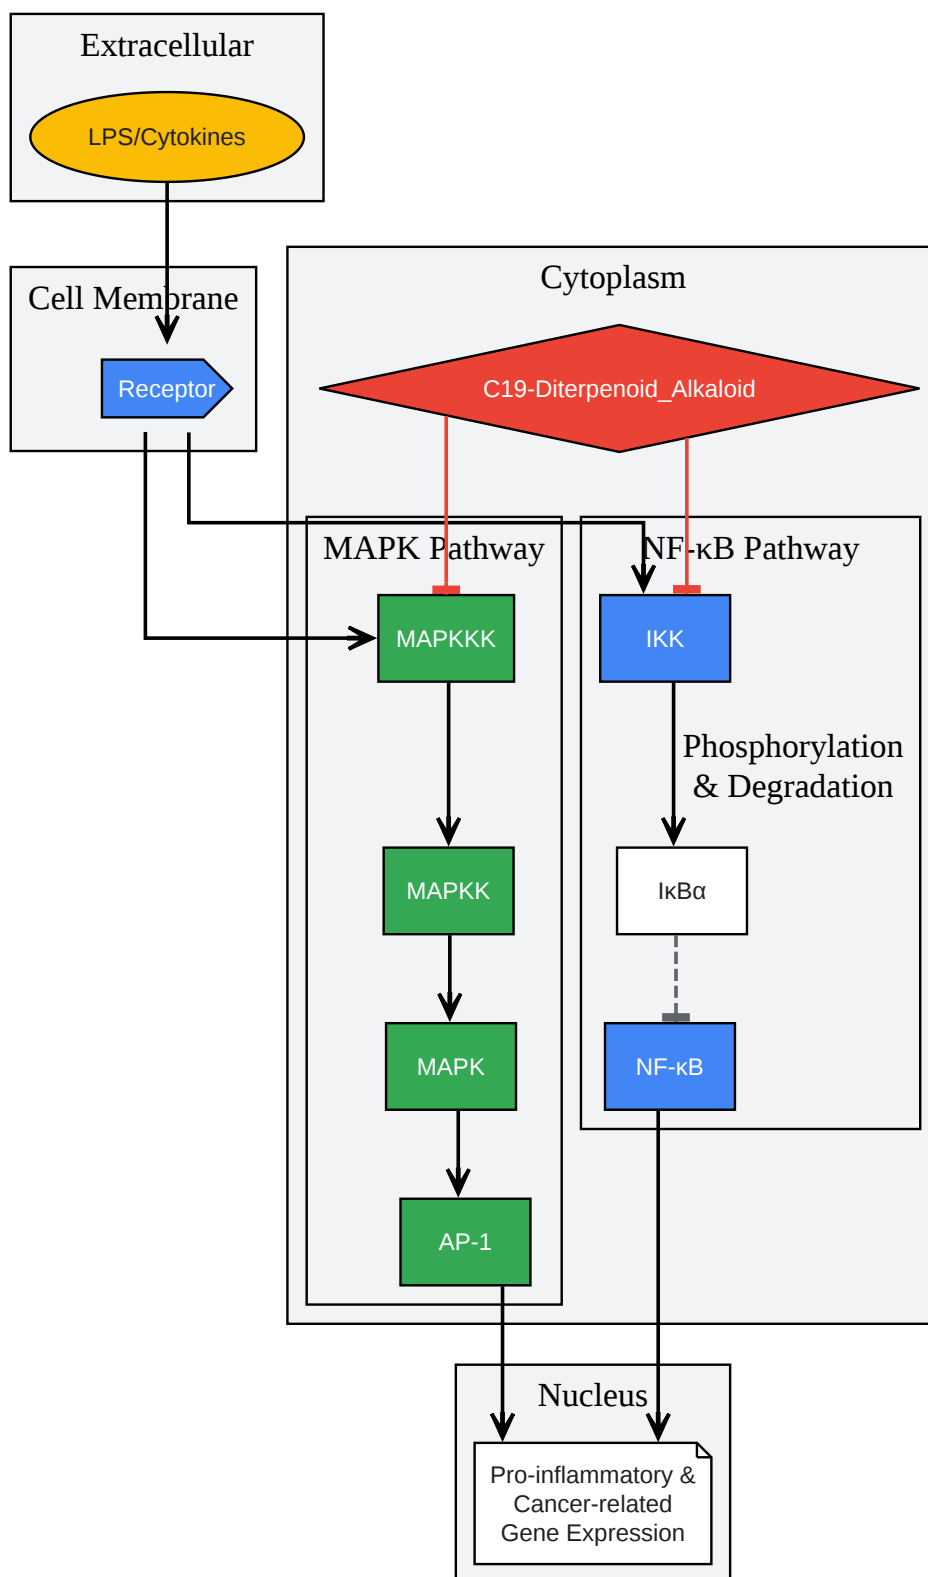 Extracellular
LPS/Cytokines
Cell Membrane
Receptor
Cytoplasm
C19-Diterpenoid_Alkaloid
MAPK Pathway
MAPKKK
MAPKK
MAPK
AP-1
NF-κB Pathway
IKK
Phosphorylation
& Degradation
IκBα
NF-κB
Nucleus
Pro-inflammatory &
Cancer-related
Gene Expression